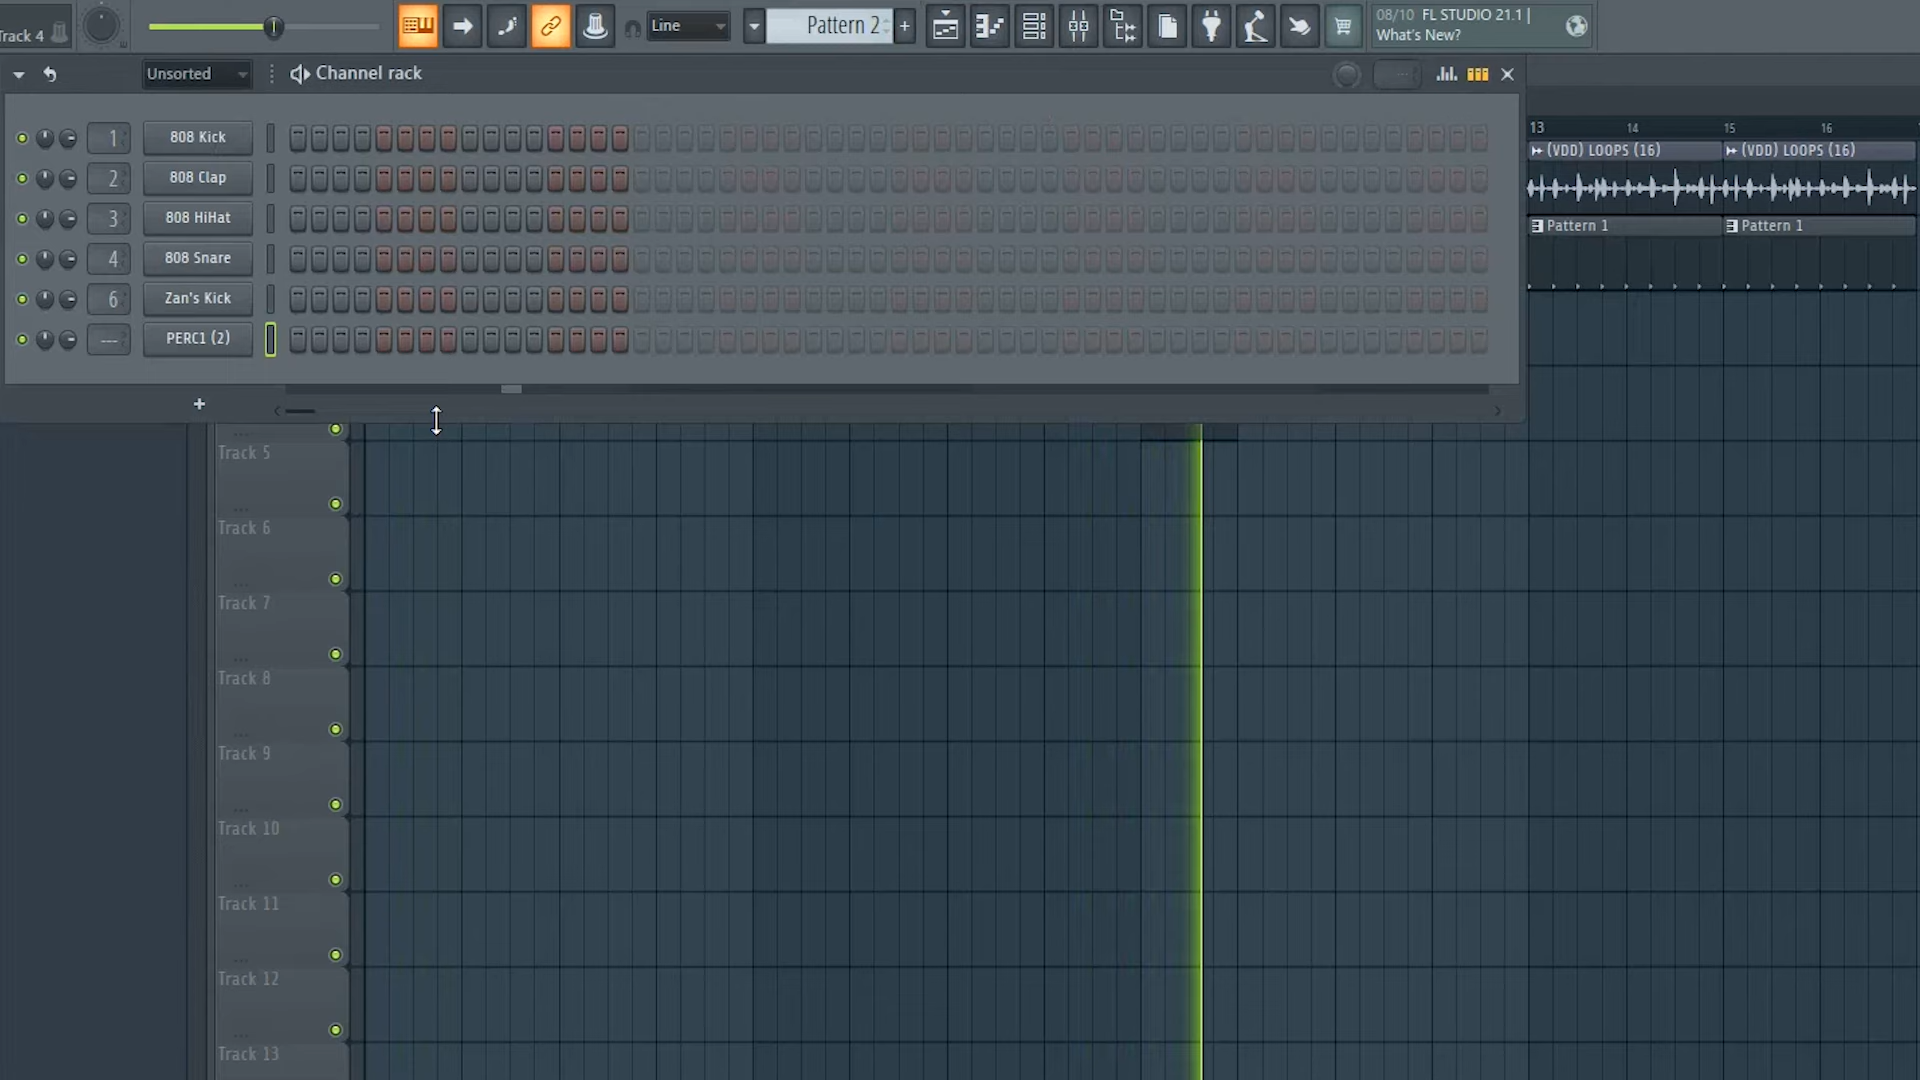 Track 4
Line
Pattern 2
+
08/10 FL STUDIO 21.1 |
What's New?
Unsorted
Channel rack
1 808 Kick
2 808 Clap
3 808 HiHat
4 808 Snare
6 Zan's Kick
--- PERC1 (2)
+
13 14 15 16
(VDD) LOOPS (16) (VDD) LOOPS (16)
Pattern 1 Pattern 1
Track 5
Track 6
Track 7
Track 8
Track 9
Track 10
Track 11
Track 12
Track 13